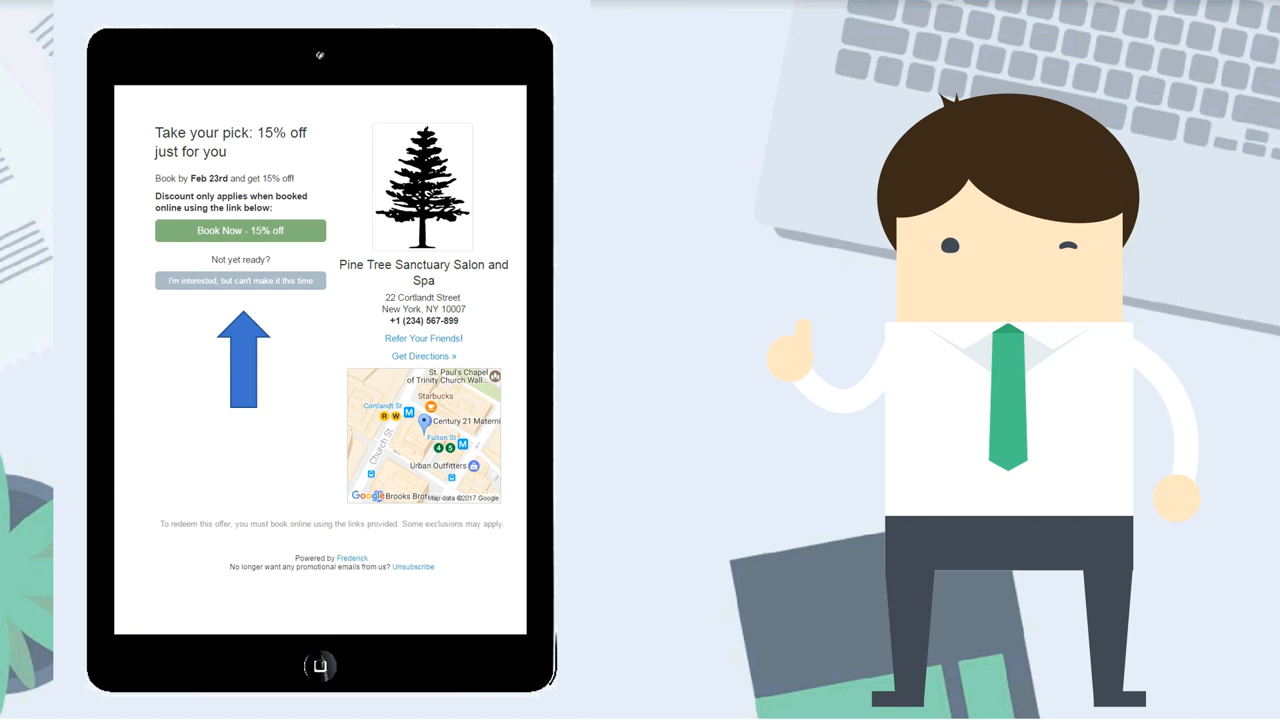 Take your pick: 15% off
just for you
Book by Feb 23rd and get 15% off!
Discount only applies when booked
online using the link below:
Book Now - 15% off
Not yet ready?
I'm interested, but can't make it this time
Pine Tree Sanctuary Salon and
Spa
22 Cortlandt Street
New York, NY 10007
+1 (234) 567-899
Refer Your Friends!
Get Directions »
St. Paul's Chapel
of Trinity Church Wall...
Starbucks
Cortlandt St
M
R W
Century 21 Materni
Church St
Fulton St
4 5 M
Urban Outfitters
Google
Brooks Brot
Map data ©2017 Google
To redeem this offer, you must book online using the links provided. Some exclusions may apply.
Powered by Frederick
No longer want any promotional emails from us? Unsubscribe